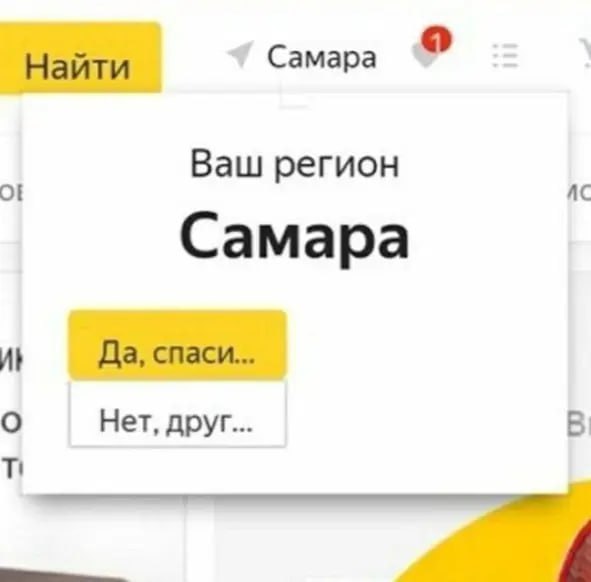 Найти
Самара
1
Ваш регион
Самара
Да, спаси...
Нет, друг...